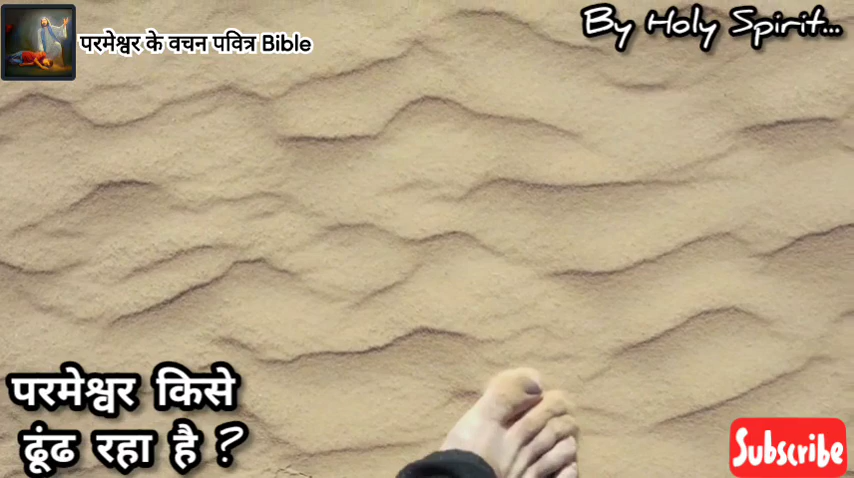 परमेश्वर के वचन पवित्र Bible
By Holy Spirit...
परमेश्वर किसे
ढूंढ रहा है ?
Subscribe